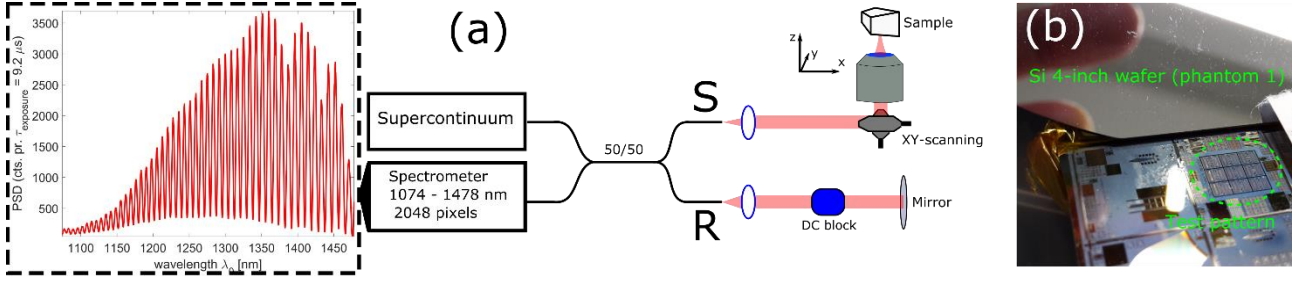 (a)
PSD (cts. pr. τexposure = 9.2 μs)
3500
3000
2500
2000
1500
1000
500
1100 1150 1200 1250 1300 1350 1400 1450
wavelength λ0 [nm]
Supercontinuum
Spectrometer
1074 - 1478 nm
2048 pixels
50/50
S
R
Sample
z
y
x
XY-scanning
DC block
Mirror
(b)
Si 4-inch wafer (phantom 1)
Test pattern